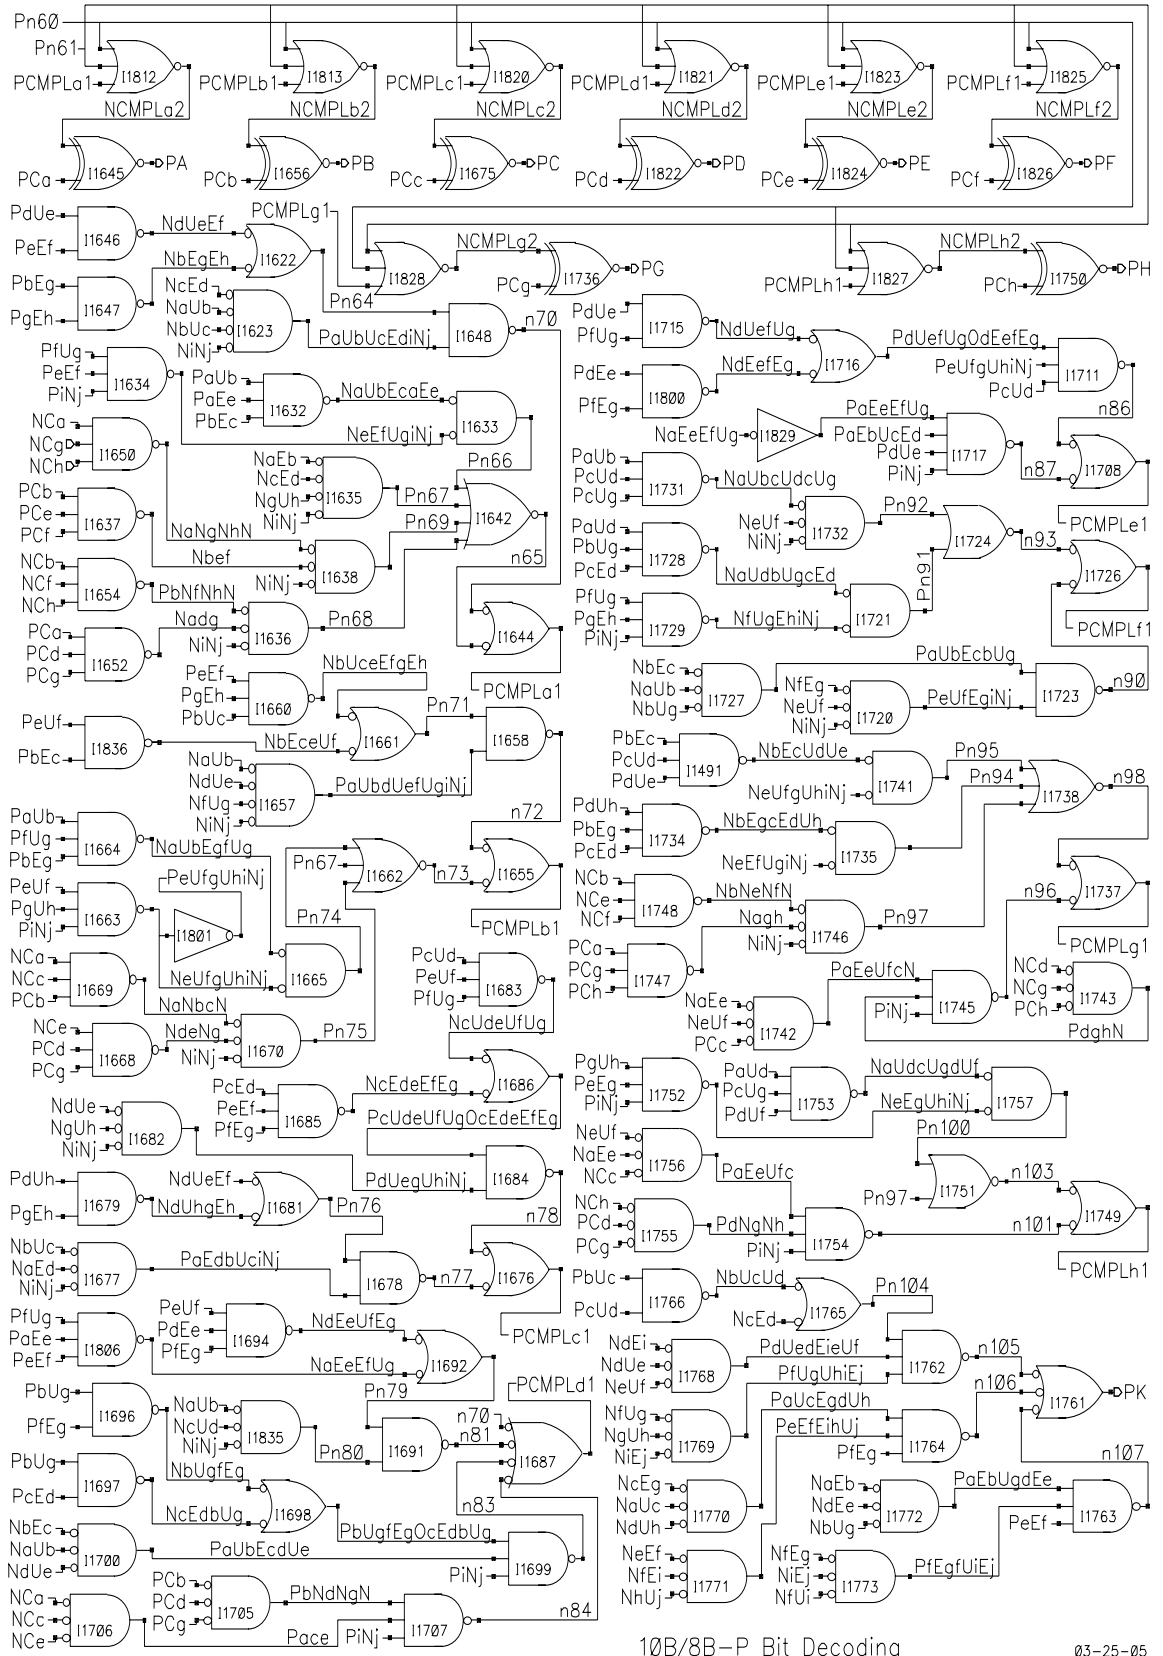 Pn60
Pn61
I1812 I1813 I1820 I1821 I1823 I1825
PCMPLa1 PCMPLb1 PCMPLc1 PCMPLd1 PCMPLe1 PCMPLf1
NCMPLa2 NCMPLb2 NCMPLc2 NCMPLd2 NCMPLe2 NCMPLf2
I1645 PA I1656 PB I1675 PC I1822 PD I1824 PE I1826 PF
PCa PCb PCc PCd PCe PCf
PdUe
PeEf
I1646
NdUeEf
PbEg
PgEh
I1647
NbEgEh
I1622
PCMPLg1
I1828
NCMPLg2
PCg
I1736
PG
PCMPLh1
I1827
NCMPLh2
PCh
I1750
PH
NcEd
NaUb
NbUc
NiNj
I1623
Pn64
PaUbUcEdiNj
I1648
n70
PfUg
PeEf
PiNj
I1634
PaUb
PaEe
PbEc
I1632
NaUbEcaEe
NeEfUgiNj
I1633
NCa
NCg
NCh
I1650
NaEb
NcEd
NgUh
NiNj
I1635
Pn66
Pn67
Pn69
I1642
PCb
PCe
PCf
I1637
NaNgNhN
Nbef
NiNj
I1638
n65
NCb
NCf
NCh
I1654
PbNfNhN
Nadg
NiNj
I1636
Pn68
I1644
PCMPLa1
PCa
PCd
PCg
I1652
PeEf
PgEh
PbUc
I1660
NbUceEfgEh
PeUf
PbEc
I1836
NbEceUf
I1661
Pn71
I1658
NaUb
NdUe
NfUg
NiNj
I1657
PaUbdUefUgiNj
n72
PaUb
PfUg
PbEg
I1664
NaUbEgfUg
PeUfgUhiNj
Pn67
I1662
n73
I1655
PCMPLb1
PeUf
PgUh
PiNj
I1663
I1801
NeUfgUhiNj
Pn74
I1665
NCa
NCc
PCb
I1669
NaNbcN
NCe
PCd
PCg
I1668
NdeNg
NiNj
I1670
Pn75
PcUd
PeUf
PfUg
I1683
NcUdeUfUg
PcEd
PeEf
PfEg
I1685
NcEdeEfEg
I1686
PcUdeUfUgOcEdeEfEg
NdUe
NgUh
NiNj
I1682
PdUegUhiNj
I1684
n78
PdUh
PgEh
I1679
NdUeEf
NdUhgEh
I1681
Pn76
NbUc
NaEd
NiNj
I1677
PaEdbUciNj
I1678
n77
I1676
PCMPLc1
PfUg
PaEe
PeEf
I1806
PeUf
PdEe
PfEg
I1694
NdEeUfEg
NaEeEfUg
I1692
Pn79
PbUg
PfEg
I1696
NaUb
NcUd
NiNj
I1835
Pn80
I1691
n81
n70
PCMPLd1
I1687
n83
PbUg
PcEd
I1697
NbUgfEg
NcEdbUg
I1698
PbUgfEgOcEdbUg
NbEc
NaUb
NdUe
I1700
PaUbEcdUe
PiNj
I1699
NCa
NCc
NCe
I1706
PCb
PCd
PCg
I1705
PbNdNgN
Pace
PiNj
I1707
n84
PdUe
PfUg
I1715
NdUefUg
PdEe
PfEg
I1800
NdEefEg
I1716
PdUefUgOdEefEg
PeUfgUhiNj
PcUd
I1711
n86
NaEeEfUg
I1829
PaEeEfUg
PaEbUcEd
PdUe
PiNj
I1717
n87
I1708
PCMPLe1
PaUb
PcUd
PcUg
I1731
NaUbcUdcUg
NeUf
NiNj
I1732
Pn92
I1724
n93
PaUd
PbUg
PcEd
I1728
NaUdbUgcEd
PfUg
PgEh
PiNj
I1729
NfUgEhiNj
I1721
Pn91
I1726
PCMPLf1
NbEc
NaUb
NbUg
I1727
PaUbEcbUg
NfEg
NeUf
NiNj
I1720
PeUfEgiNj
I1723
n90
PbEc
PcUd
PdUe
I1491
NbEcUdUe
NeUfgUhiNj
I1741
Pn95
Pn94
I1738
n98
PdUh
PbEg
PcEd
I1734
NbEgcEdUh
NeEfUgiNj
I1735
NCb
NCe
NCf
I1748
NbNeNfN
Nagh
NiNj
I1746
Pn97
n96
I1737
PCMPLg1
PCa
PCg
PCh
I1747
NaEe
NeUf
PCc
I1742
PaEeUfcN
PiNj
I1745
NCd
NCg
PCh
I1743
PdghN
PgUh
PeEg
PiNj
I1752
PaUd
PcUg
PdUf
I1753
NaUdcUgdUf
NeEgUhiNj
I1757
Pn100
NeUf
NaEe
NCc
I1756
PaEeUfc
Pn97
I1751
n103
NCh
PCd
PCg
I1755
PdNgNh
PiNj
I1754
n101
I1749
PCMPLh1
PbUc
PcUd
I1766
NbUcUd
NcEd
I1765
Pn104
NdEi
NdUe
NeUf
I1768
PdUedEieUf
PfUgUhiEj
I1762
n105
NfUg
NgUh
NiEj
I1769
PaUcEgdUh
PeEfEihUj
PfEg
I1764
n106
I1761
PK
n107
NcEg
NaUc
NdUh
I1770
NaEb
NdEe
NbUg
I1772
PaEbUgdEe
PeEf
I1763
NeEf
NfEi
NhUj
I1771
NfEg
NiEj
NfUi
I1773
PfEgfUiEj
10B/8B-P Bit Decoding
03-25-05